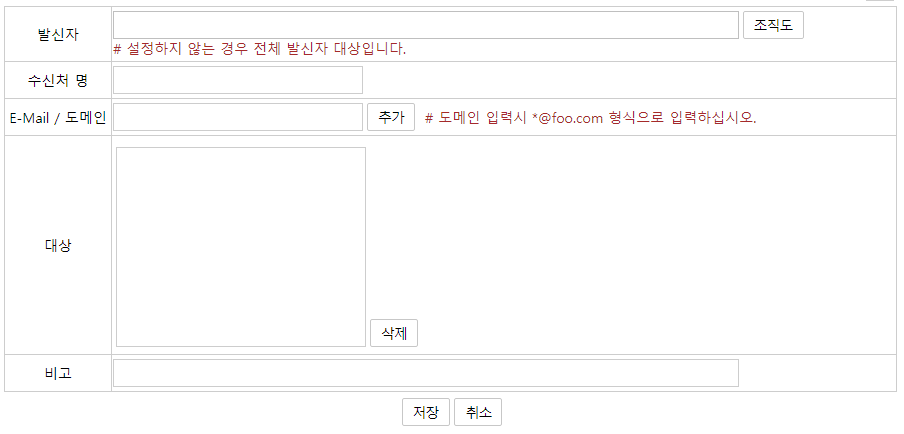 발신자 조직도
# 설정하지 않는 경우 전체 발신자 대상입니다.
수신처 명
E-Mail / 도메인 추가 # 도메인 입력시 *@foo.com 형식으로 입력하십시오.
대상
삭제
비고
저장 취소